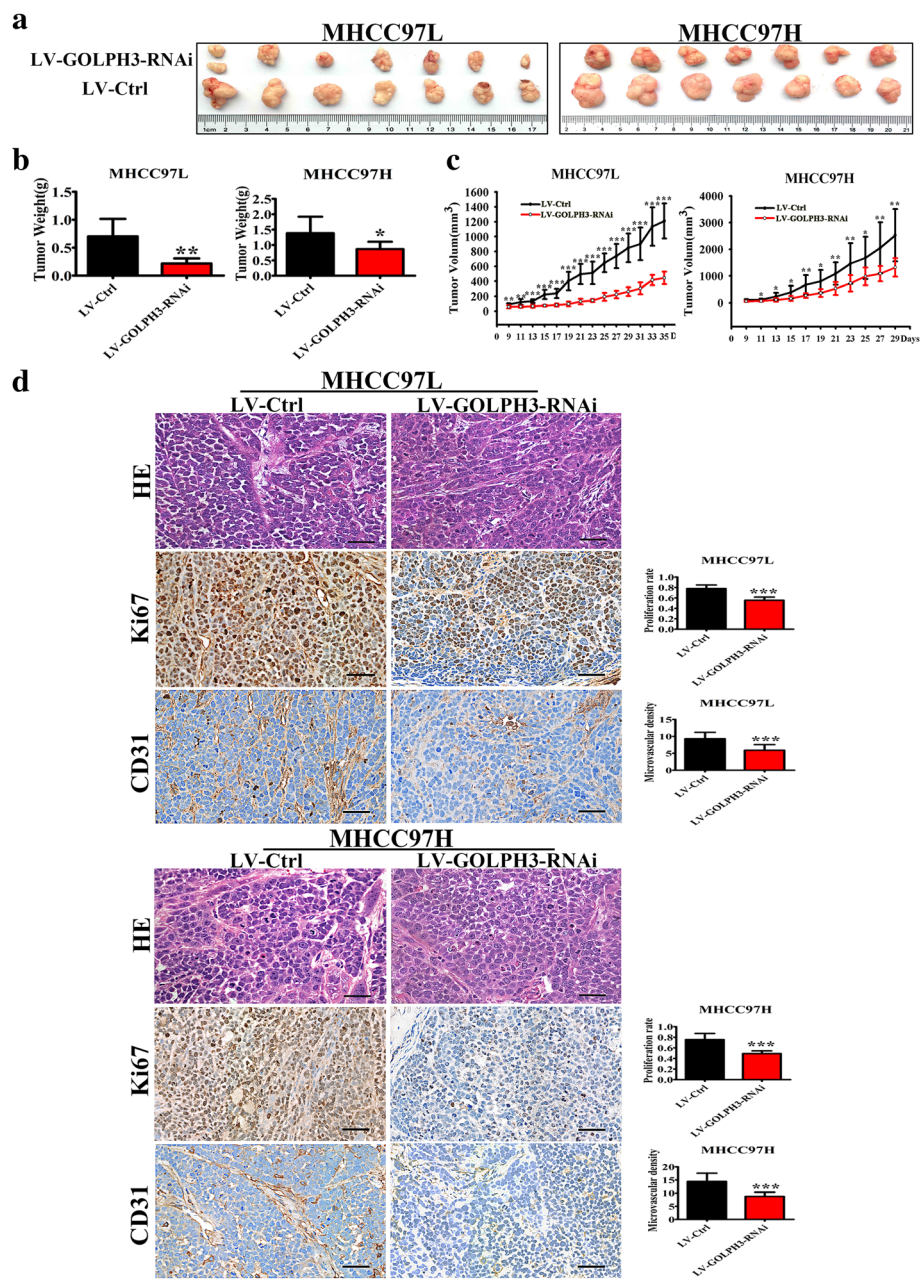 a
MHCC97L
MHCC97H
LV-GOLPH3-RNAi
LV-Ctrl
1cm 2 3 4 5 6 7 8 9 10 11 12 13 14 15 16 17
2 3 4 5 6 7 8 9 10 11 12 13 14 15 16 17 18 19 20 21
b
MHCC97L
Tumor Weight(g)
1.5
1.0
0.5
0.0
**
LV-Ctrl
LV-GOLPH3-RNAi
MHCC97H
Tumor Weight(g)
2.5
2.0
1.5
1.0
0.5
0.0
*
LV-Ctrl
LV-GOLPH3-RNAi
c
MHCC97L
LV-Ctrl
LV-GOLPH3-RNAi
Tumor Volum(mm3)
1600
1400
1200
1000
800
600
400
200
0
9 11 13 15 17 19 21 23 25 27 29 31 33 35 D
MHCC97H
LV-Ctrl
LV-GOLPH3-RNAi
Tumor Volum(mm3)
4000
3000
2000
1000
0
9 11 13 15 17 19 21 23 25 27 29 Days
d
MHCC97L
LV-Ctrl
LV-GOLPH3-RNAi
HE
Ki67
CD31
MHCC97L
Proliferation rate
1.0
0.8
0.6
0.4
0.2
0.0
***
LV-Ctrl
LV-GOLPH3-RNAi
MHCC97L
Microvascular density
15
10
5
0
***
LV-Ctrl
LV-GOLPH3-RNAi
MHCC97H
LV-Ctrl
LV-GOLPH3-RNAi
HE
Ki67
CD31
MHCC97H
Proliferation rate
1.0
0.8
0.6
0.4
0.2
0.0
***
LV-Ctrl
LV-GOLPH3-RNAi
MHCC97H
Microvascular density
20
15
10
5
0
***
LV-Ctrl
LV-GOLPH3-RNAi